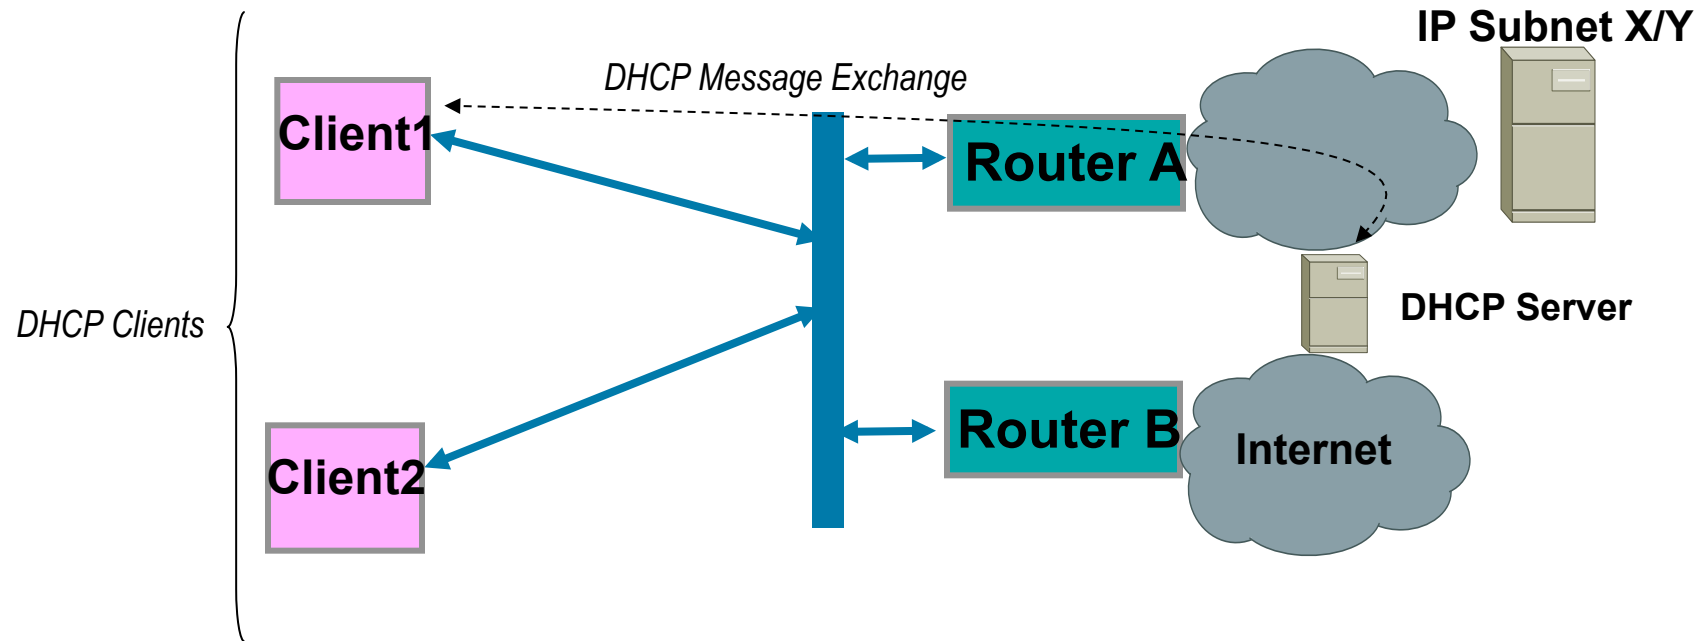 IP Subnet X/Y
DHCP Message Exchange
Client1
Router A
DHCP Clients
DHCP Server
Client2
Router B
Internet